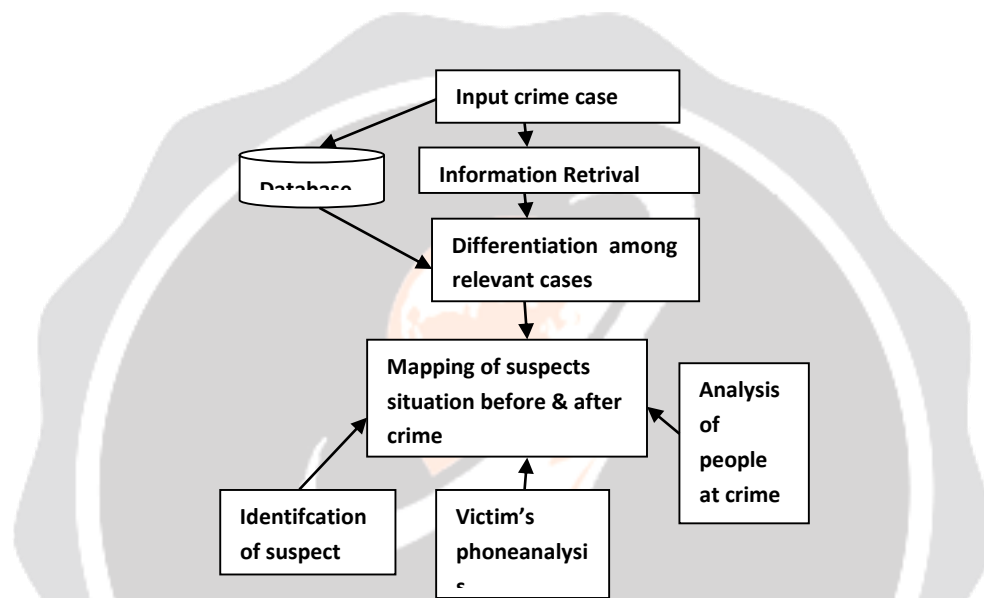 Input crime case
Database
Information Retrival
Differentiation among
relevant cases
Mapping of suspects
situation before & after
crime
Analysis
of
people
at crime
Identifcation
of suspect
Victim's
phoneanalysi
s